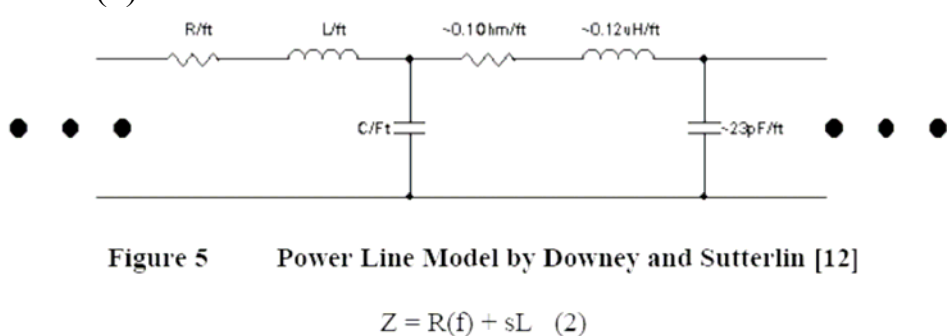 R/ft L/ft ~0.1Ohm/ft ~0.12uH/ft
C/Ft ~23pF/ft
Figure 5 Power Line Model by Downey and Sutterlin [12]
Z = R(f) + sL (2)